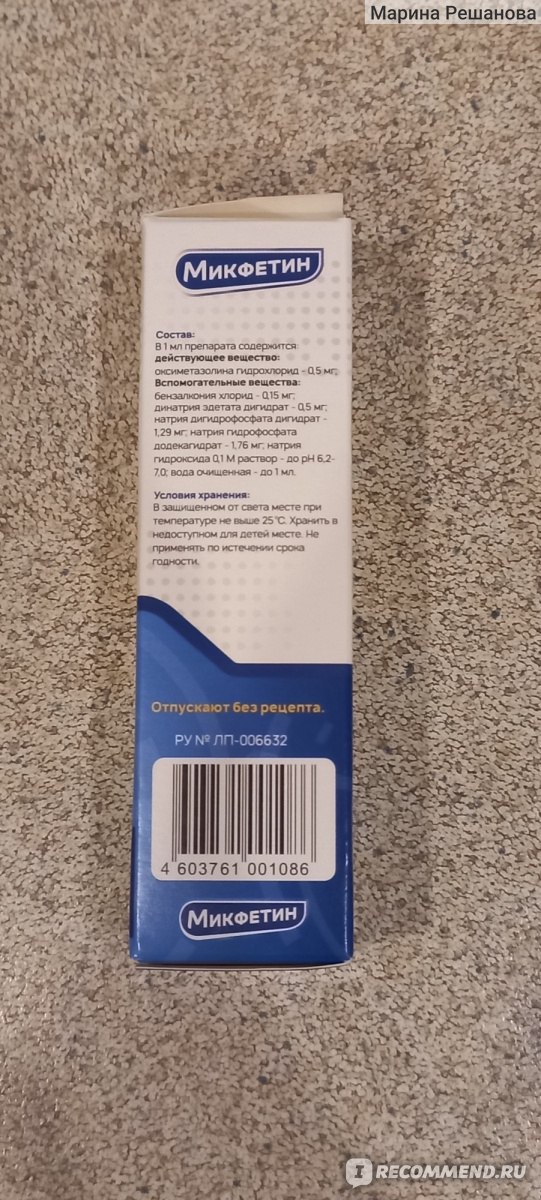 Марина Решанова
МИКФЕТИН
Состав:
В 1 мл препарата содержится:
действующее вещество:
оксиметазолина гидрохлорид - 0,5 мг;
Вспомогательные вещества:
бензалкония хлорид - 0,15 мг;
динатрия эдетата дигидрат - 0,5 мг;
натрия дигидрофосфата дигидрат -
1,29 мг; натрия гидрофосфата
додекагидрат - 1,76 мг; натрия
гидроксида 0,1 М раствор - до pH 6,2-
7,0; вода очищенная - до 1 мл.
Условия хранения:
В защищенном от света месте при
температуре не выше 25 °С. Хранить в
недоступном для детей месте. Не
применять по истечении срока
годности.
Отпускают без рецепта.
РУ № ЛП-006632
4 603761 001086
МИКФЕТИН
IRECOMMEND.RU